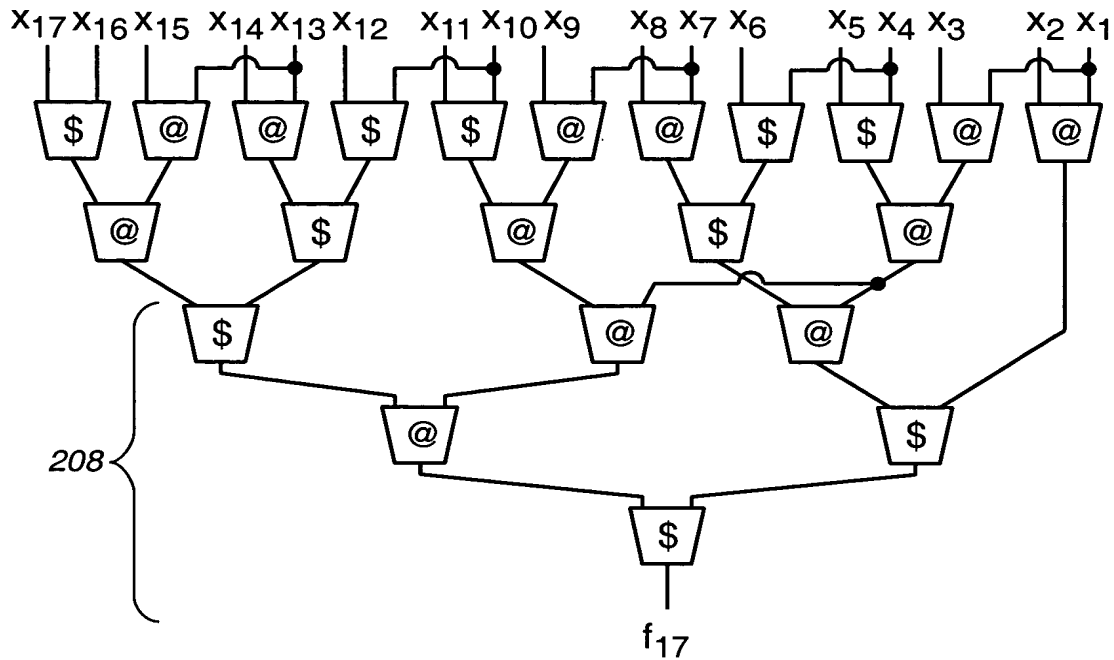 x17 x16 x15 x14 x13 x12 x11 x10 x9 x8 x7 x6 x5 x4 x3 x2 x1
$ @ @ $ $ @ @ $ $ @ @
@ $ @ $ @
$ @ @
@ $
208
$
f17